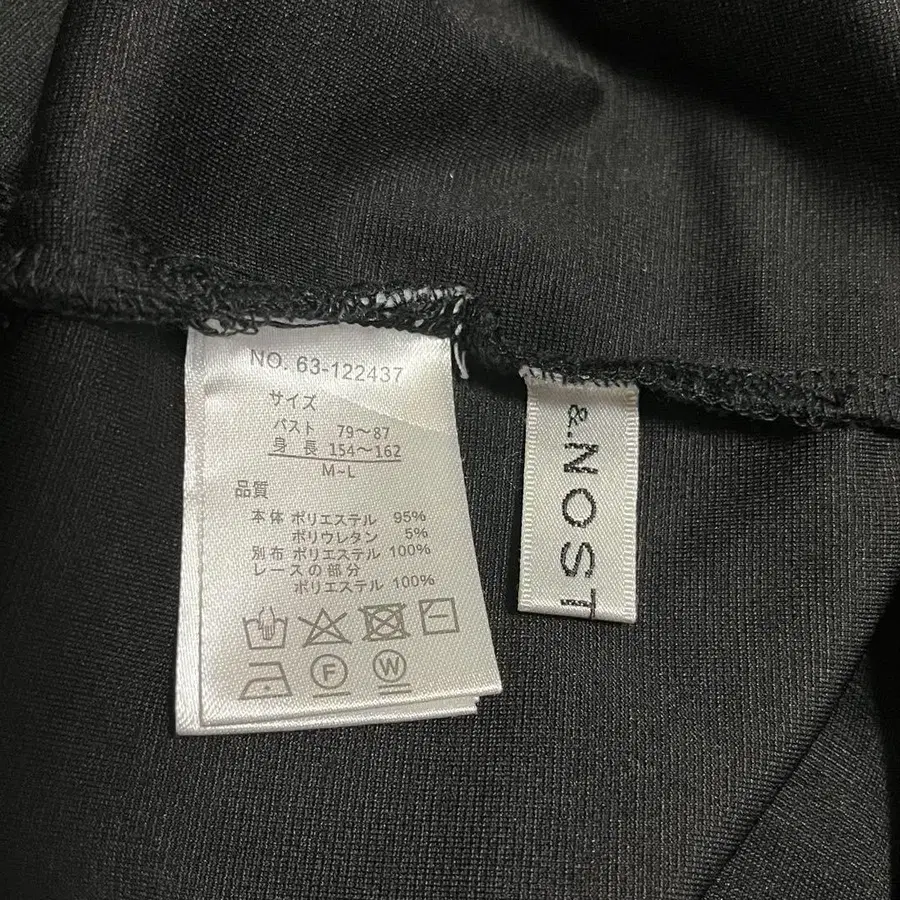 NO. 63-122437
サイズ
バスト 79～87
身 長 154～162
M~L
品質
本体 ポリエステル 95%
ポリウレタン 5%
別布 ポリエステル 100%
レースの部分
ポリエステル 100%
F
W
&.NOST